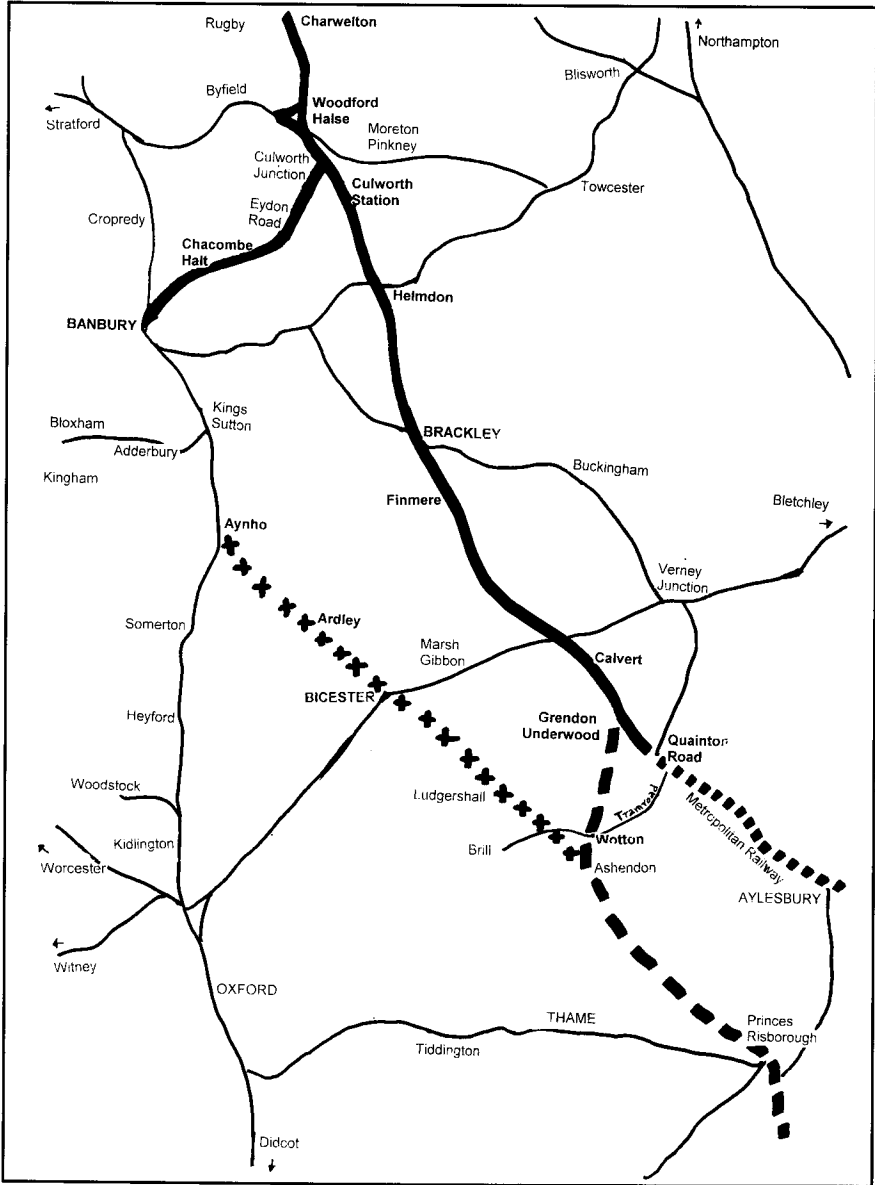 Rugby
Charwelton
Northampton
Blisworth
Byfield
Stratford
Woodford
Halse
Moreton
Pinkney
Culworth
Junction
Culworth
Station
Towcester
Eydon
Road
Cropredy
Chacombe
Halt
Helmdon
BANBURY
Kings
Sutton
Bloxham
Adderbury
BRACKLEY
Buckingham
Kingham
Finmere
Bletchley
Aynho
Verney
Junction
Somerton
Ardley
Marsh
Gibbon
Calvert
BICESTER
Heyford
Grendon
Underwood
Quainton
Road
Woodstock
Ludgershall
Tramroad
Metropolitan Railway
Kidlington
Brill
Wotton
Worcester
Ashendon
AYLESBURY
Witney
OXFORD
THAME
Princes
Risborough
Tiddington
Didcot